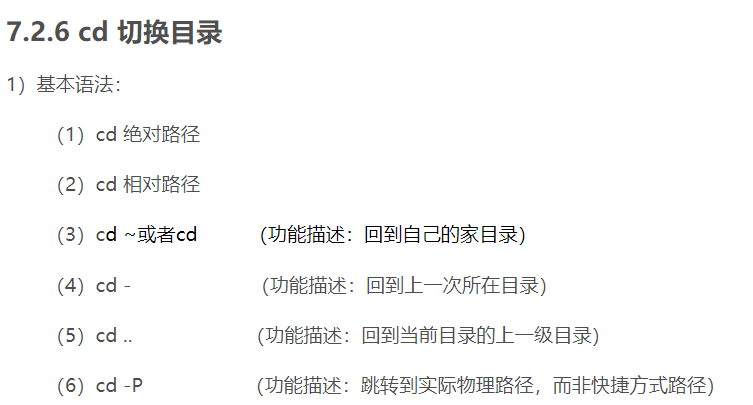 7.2.6 cd 切换目录
1）基本语法：
（1）cd 绝对路径
（2）cd 相对路径
（3）cd ~或者cd （功能描述：回到自己的家目录）
（4）cd - （功能描述：回到上一次所在目录）
（5）cd .. （功能描述：回到当前目录的上一级目录）
（6）cd -P （功能描述：跳转到实际物理路径，而非快捷方式路径）